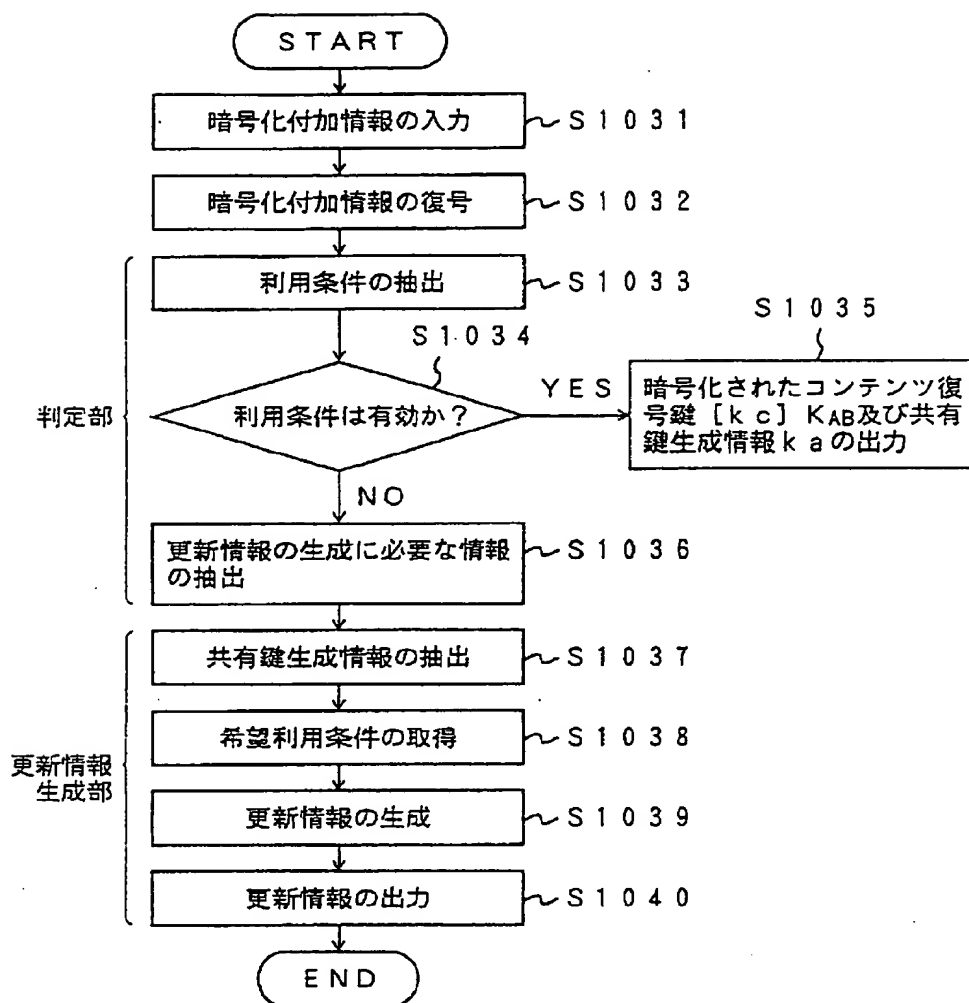 START
暗号化付加情報の入力
S1031
暗号化付加情報の復号
S1032
利用条件の抽出
S1033
S1034
利用条件は有効か?
YES
S1035
暗号化されたコンテンツ復
号鍵[kc]KAB及び共有
鍵生成情報kaの出力
判定部
NO
更新情報の生成に必要な情報
の抽出
S1036
共有鍵生成情報の抽出
S1037
希望利用条件の取得
S1038
更新情報
生成部
更新情報の生成
S1039
更新情報の出力
S1040
END